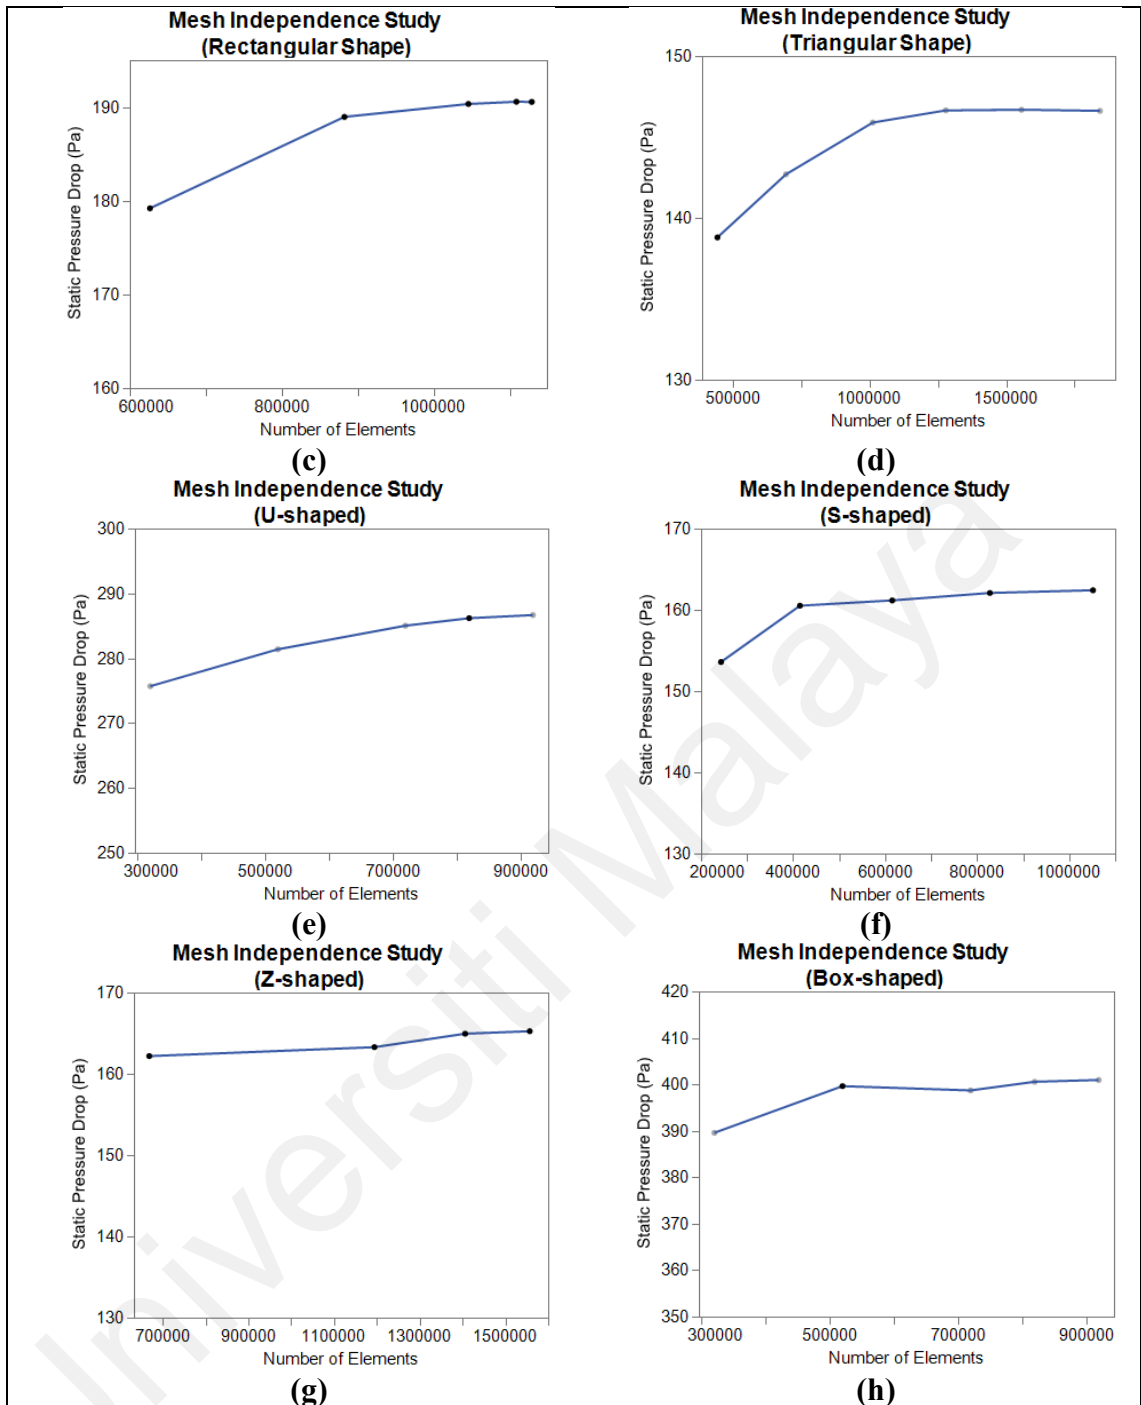 Mesh Independence Study
(Rectangular Shape)
Static Pressure Drop (Pa)
190
180
170
160
600000 800000 1000000
Number of Elements
(c)
Mesh Independence Study
(Triangular Shape)
Static Pressure Drop (Pa)
150
140
130
500000 1000000 1500000
Number of Elements
(d)
Mesh Independence Study
(U-shaped)
Static Pressure Drop (Pa)
300
290
280
270
260
250
300000 500000 700000 900000
Number of Elements
(e)
Mesh Independence Study
(S-shaped)
Static Pressure Drop (Pa)
170
160
150
140
130
200000 400000 600000 800000 1000000
Number of Elements
(f)
Mesh Independence Study
(Z-shaped)
Static Pressure Drop (Pa)
170
160
150
140
130
700000 900000 1100000 1300000 1500000
Number of Elements
(g)
Mesh Independence Study
(Box-shaped)
Static Pressure Drop (Pa)
420
410
400
390
380
370
360
350
300000 500000 700000 900000
Number of Elements
(h)
Universiti Malaya